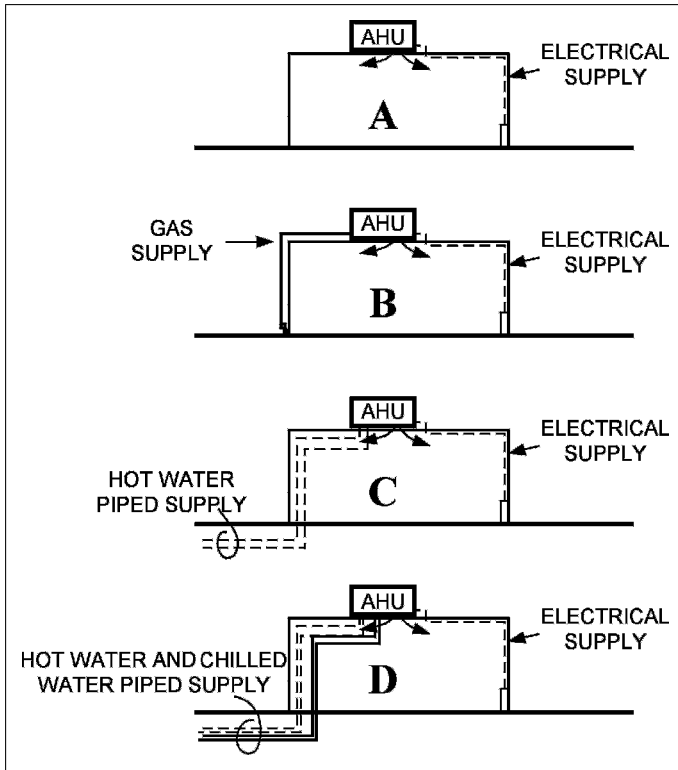 AHU
ELECTRICAL
SUPPLY
A
GAS
SUPPLY
AHU
ELECTRICAL
SUPPLY
B
AHU
ELECTRICAL
SUPPLY
C
HOT WATER
PIPED SUPPLY
AHU
ELECTRICAL
SUPPLY
HOT WATER AND CHILLED
WATER PIPED SUPPLY
D